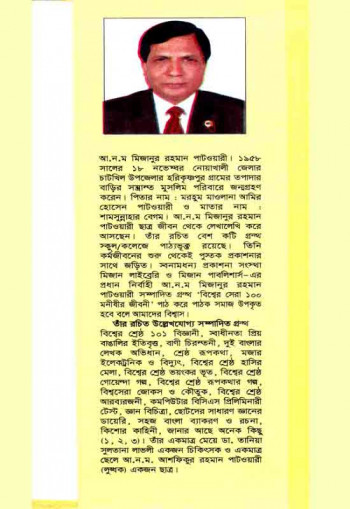 আ.ন.ম মিজানুর রহমান পাটওয়ারী। ১৯৫৮
সালের ১৮ নভেম্বর নোয়াখালী জেলার
চাটখিল উপজেলার হরিকৃষ্ণপুর গ্রামের তপাদার
বাড়ির সম্ভ্রান্ত মুসলিম পরিবারে জন্মগ্রহণ
করেন। পিতার নাম : মরহুম মাওলানা আমির
হোসেন পাটওয়ারী ও মাতার নাম :
শামসুন্নাহার বেগম। আ.ন.ম মিজানুর রহমান
পাটওয়ারী ছাত্র জীবন থেকে লেখালেখি করে
আসছেন। তাঁর রচিত বেশ কটি গ্রন্থ
স্কুল/কলেজে পাঠ্যভুক্ত রয়েছে। তিনি
কর্মজীবনের শুরু থেকেই পুস্তক প্রকাশনার
সাথে জড়িত। স্বনামধন্য প্রকাশনা সংস্থা
মিজান লাইব্রেরি ও মিজান পাবলিশার্স-এর
প্রধান নির্বাহী আ.ন.ম মিজানুর রহমান
পাটওয়ারী সম্পাদিত গ্রন্থ 'বিশ্বের সেরা ১০০
মনীষীর জীবনী' পাঠ করে পাঠক সমাজ উপকৃত
হবে বলে আমাদের বিশ্বাস।
তাঁর রচিত উল্লেখযোগ্য সম্পাদিত গ্রন্থ
বিশ্বের শ্রেষ্ঠ ১০১ বিজ্ঞানী, স্বাধীনতা প্রিয়
বাঙালির ইতিবৃত্ত, বাণী চিরন্তনী, দুই বাংলার
লেখক অভিধান, শ্রেষ্ঠ রূপকথা, মজার
ইলেকট্রনিক ও বিদ্যুৎ, বিশ্বের শ্রেষ্ঠ হাসির
মেলা, বিশ্বের শ্রেষ্ঠ ভয়ংকর ভূত, বিশ্বের শ্রেষ্ঠ
গোয়েন্দা গল্প, বিশ্বের শ্রেষ্ঠ রূপকথার গল্প,
বিশ্বসেরা জোকস ও কৌতুক, বিশ্বের শ্রেষ্ঠ
আরব্যরজনী, কমপিউটার বিসিএস প্রিলিমিনারী
টেস্ট, জ্ঞান বিচিত্রা, ছোটদের সাধারণ জ্ঞানের
ডায়েরি, সহজ বাংলা ব্যাকরণ ও রচনা,
কিশোর কাহিনী, জানার আছে অনেক কিছু
(১, ২, ৩)। তাঁর একমাত্র মেয়ে ডা. তানিয়া
সুলতানা লাভলী একজন চিকিৎসক ও একমাত্র
ছেলে আ.ন.ম. আশফিকুর রহমান পাটওয়ারী
(লুব্ধক) একজন ছাত্র।